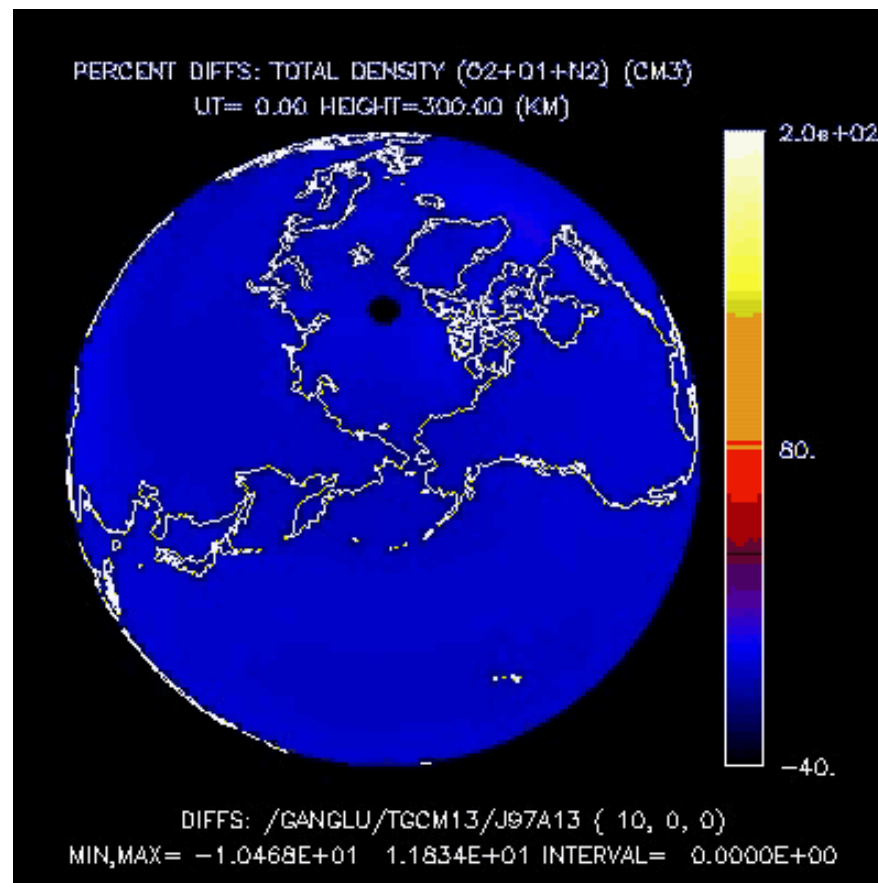 PERCENT DIFFS: TOTAL DENSITY (O2+O1+N2) (CM3)
UT= 0.00 HEIGHT=300.00 (KM)
2.0e+02
80.
-40.
DIFFS: /GANGLU/TGCM13/J97A13 ( 10, 0, 0)
MIN,MAX= -1.0468E+01 1.1834E+01 INTERVAL= 0.0000E+00